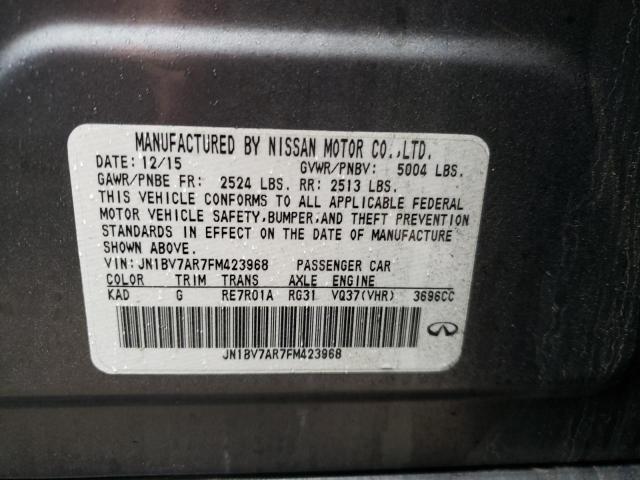 MANUFACTURED BY NISSAN MOTOR CO.,LTD.
DATE: 12/15 GVWR/PNBV: 5004 LBS.
GAWR/PNBE FR: 2524 LBS. RR: 2513 LBS.
THIS VEHICLE CONFORMS TO ALL APPLICABLE FEDERAL
MOTOR VEHICLE SAFETY,BUMPER,AND THEFT PREVENTION
STANDARDS IN EFFECT ON THE DATE OF MANUFACTURE
SHOWN ABOVE.
VIN: JN1BV7AR7FM423968 PASSENGER CAR
COLOR TRIM TRANS AXLE ENGINE
KAD G RE7R01A RG31 VQ37(VHR) 3696CC
JN1BV7AR7FM423968